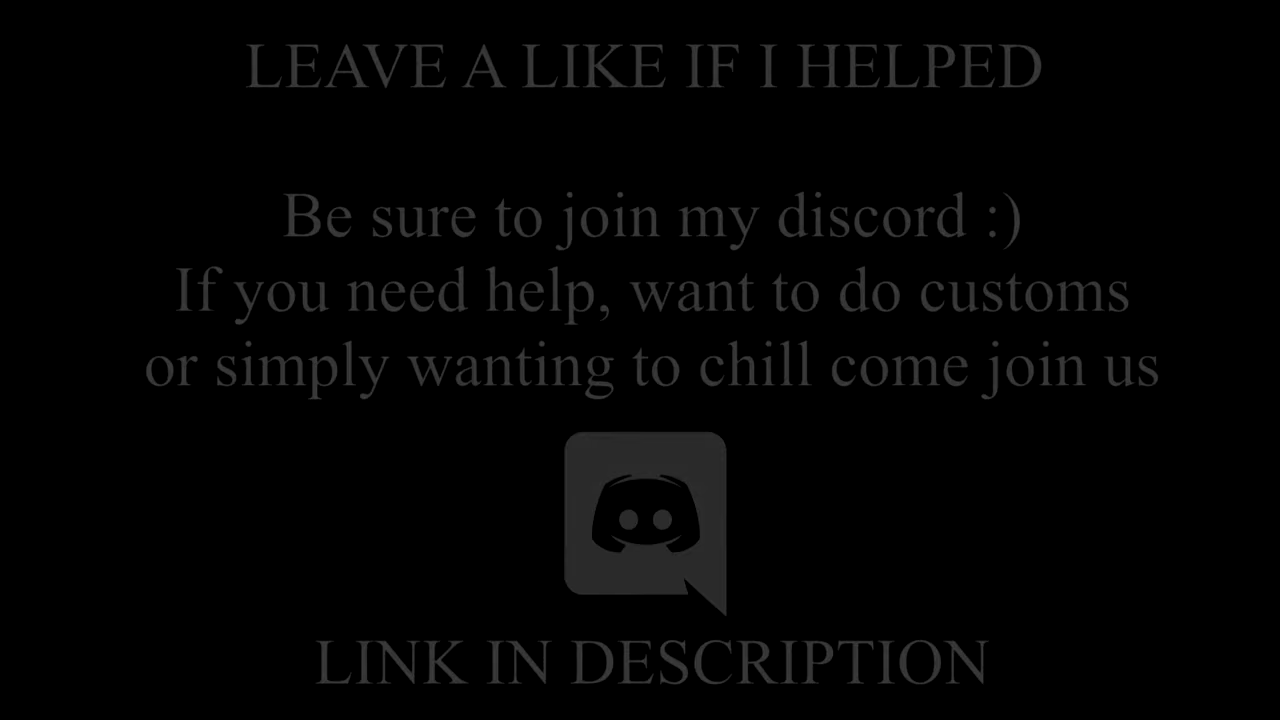 LEAVE A LIKE IF I HELPED
Be sure to join my discord :)
If you need help, want to do customs
or simply wanting to chill come join us
LINK IN DESCRIPTION